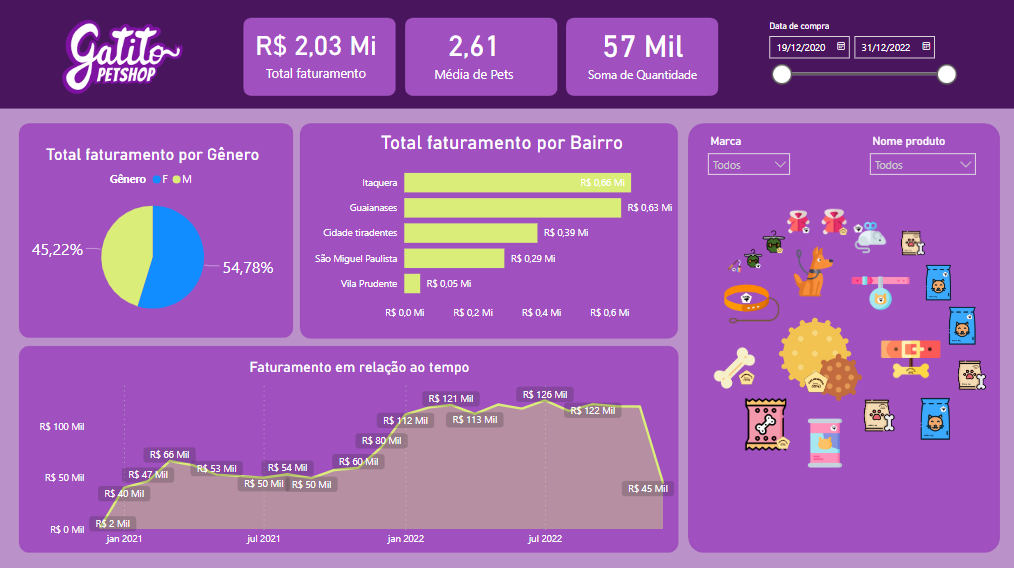 Gatito
PETSHOP
R$ 2,03 Mi
Total faturamento
2,61
Média de Pets
57 Mil
Soma de Quantidade
Data de compra
19/12/2020
31/12/2022
Total faturamento por Gênero
Gênero F M
45,22%
54,78%
Total faturamento por Bairro
Itaquera R$ 0,66 Mi
Guaianases R$ 0,63 Mi
Cidade tiradentes R$ 0,39 Mi
São Miguel Paulista R$ 0,29 Mi
Vila Prudente R$ 0,05 Mi
R$ 0,0 Mi R$ 0,2 Mi R$ 0,4 Mi R$ 0,6 Mi
Marca
Todos
Nome produto
Todos
Faturamento em relação ao tempo
R$ 100 Mil
R$ 50 Mil
R$ 0 Mil
R$ 2 Mil
R$ 40 Mil
R$ 47 Mil
R$ 66 Mil
R$ 53 Mil
R$ 50 Mil
R$ 54 Mil
R$ 50 Mil
R$ 60 Mil
R$ 80 Mil
R$ 112 Mil
R$ 121 Mil
R$ 113 Mil
R$ 126 Mil
R$ 122 Mil
R$ 45 Mil
jan 2021 jul 2021 jan 2022 jul 2022